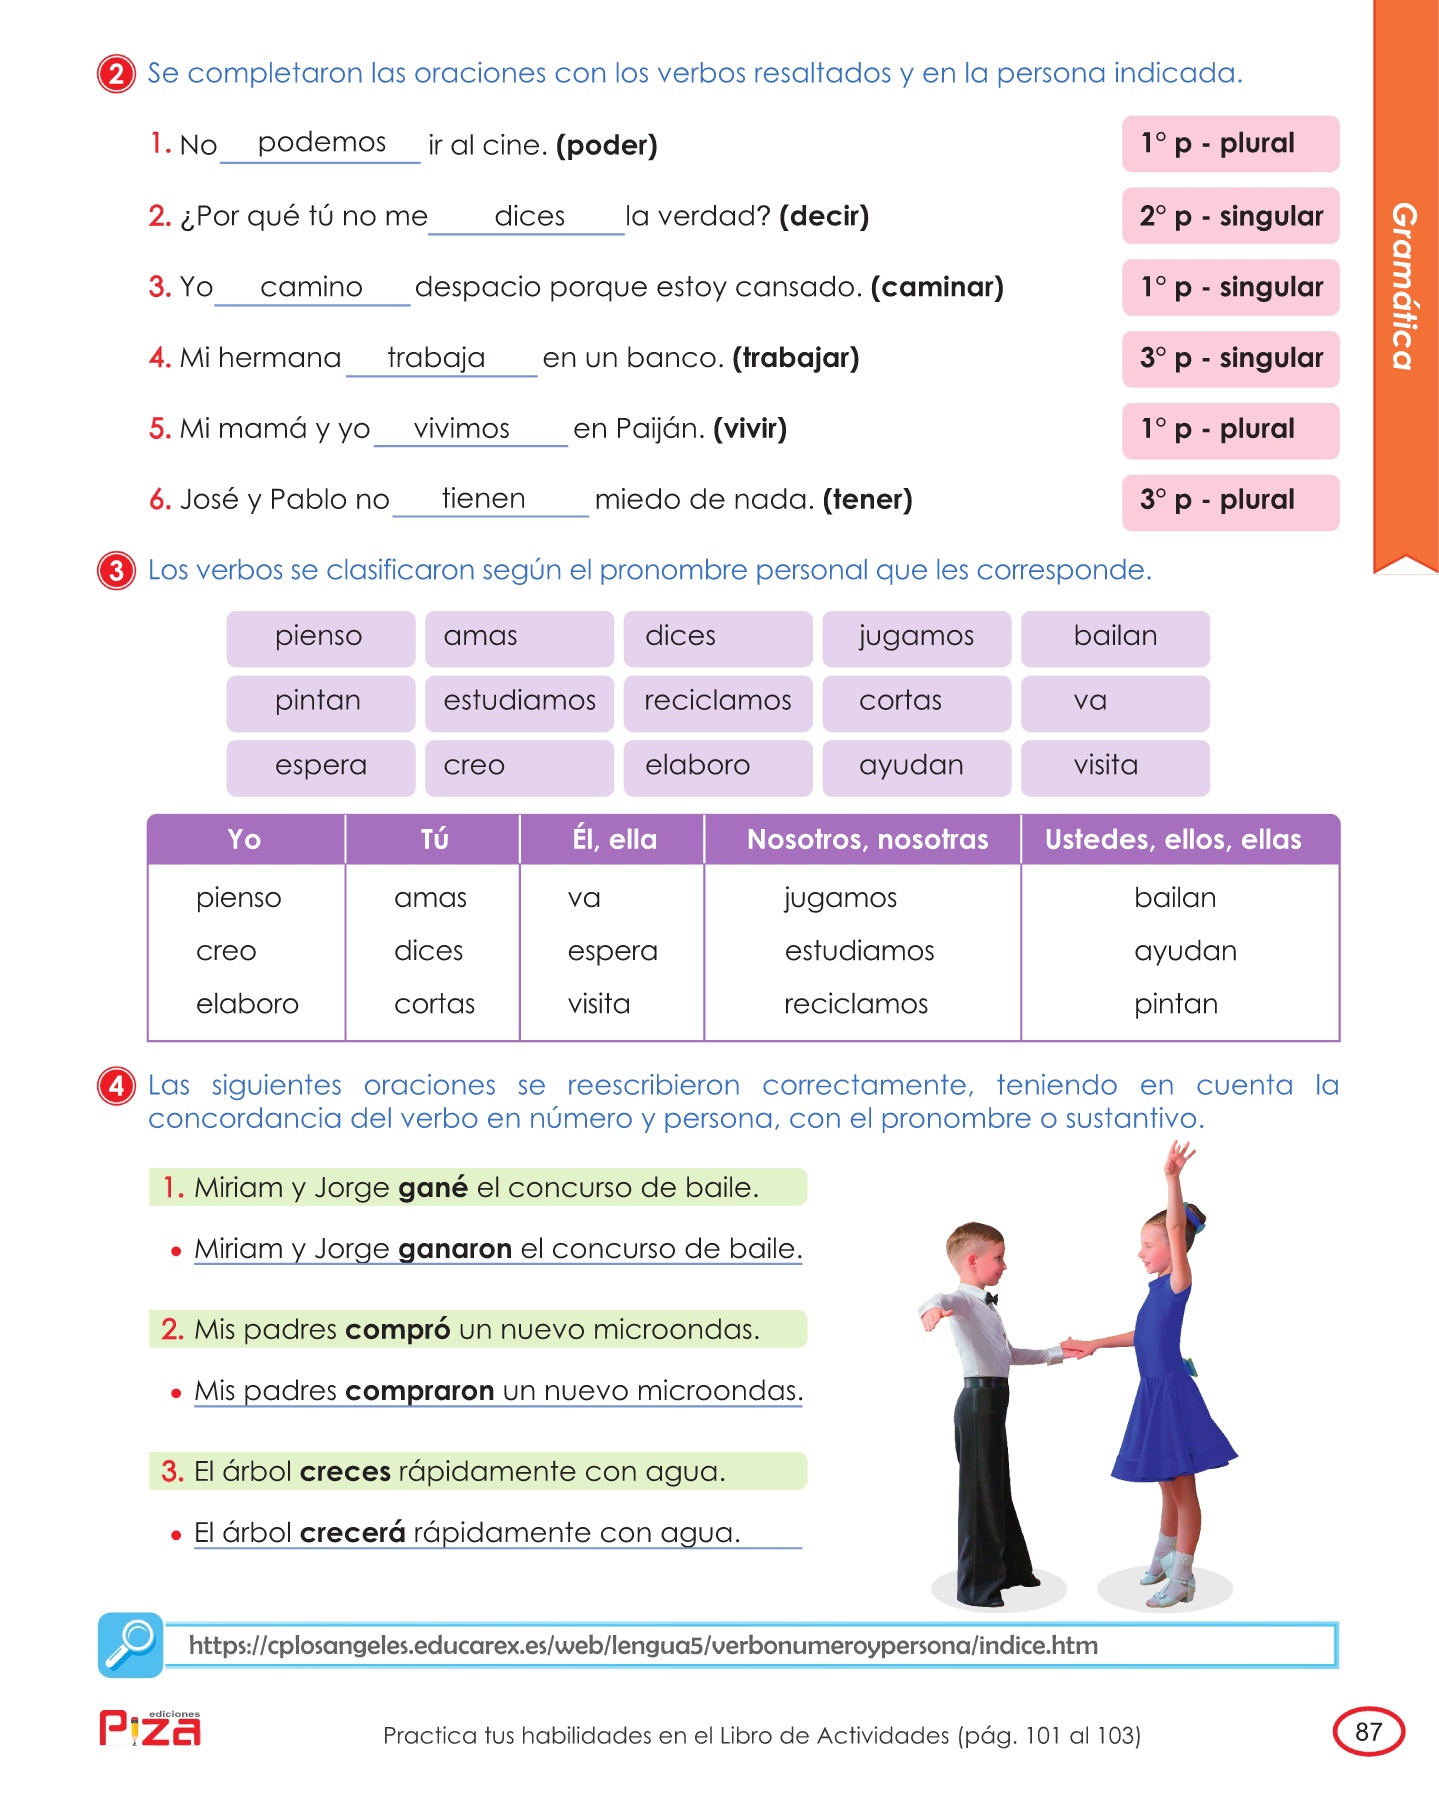 2 Se completaron las oraciones con los verbos resaltados y en la persona indicada.
1. No podemos ir al cine. (poder) 1° p - plural
2. ¿Por qué tú no me dices la verdad? (decir) 2° p - singular
3. Yo camino despacio porque estoy cansado. (caminar) 1° p - singular
4. Mi hermana trabaja en un banco. (trabajar) 3° p - singular
5. Mi mamá y yo vivimos en Paiján. (vivir) 1° p - plural
6. José y Pablo no tienen miedo de nada. (tener) 3° p - plural
Gramática
3 Los verbos se clasificaron según el pronombre personal que les corresponde.
pienso amas dices jugamos bailan
pintan estudiamos reciclamos cortas va
espera creo elaboro ayudan visita
Yo Tú Él, ella Nosotros, nosotras Ustedes, ellos, ellas
pienso amas va jugamos bailan
creo dices espera estudiamos ayudan
elaboro cortas visita reciclamos pintan
4 Las siguientes oraciones se reescribieron correctamente, teniendo en cuenta la
concordancia del verbo en número y persona, con el pronombre o sustantivo.
1. Miriam y Jorge gané el concurso de baile.
• Miriam y Jorge ganaron el concurso de baile.
2. Mis padres compró un nuevo microondas.
• Mis padres compraron un nuevo microondas.
3. El árbol creces rápidamente con agua.
• El árbol crecerá rápidamente con agua.
https://cplosangeles.educarex.es/web/lengua5/verbonumeroypersona/indice.htm
ediciones
Piza
Practica tus habilidades en el Libro de Actividades (pág. 101 al 103)
87